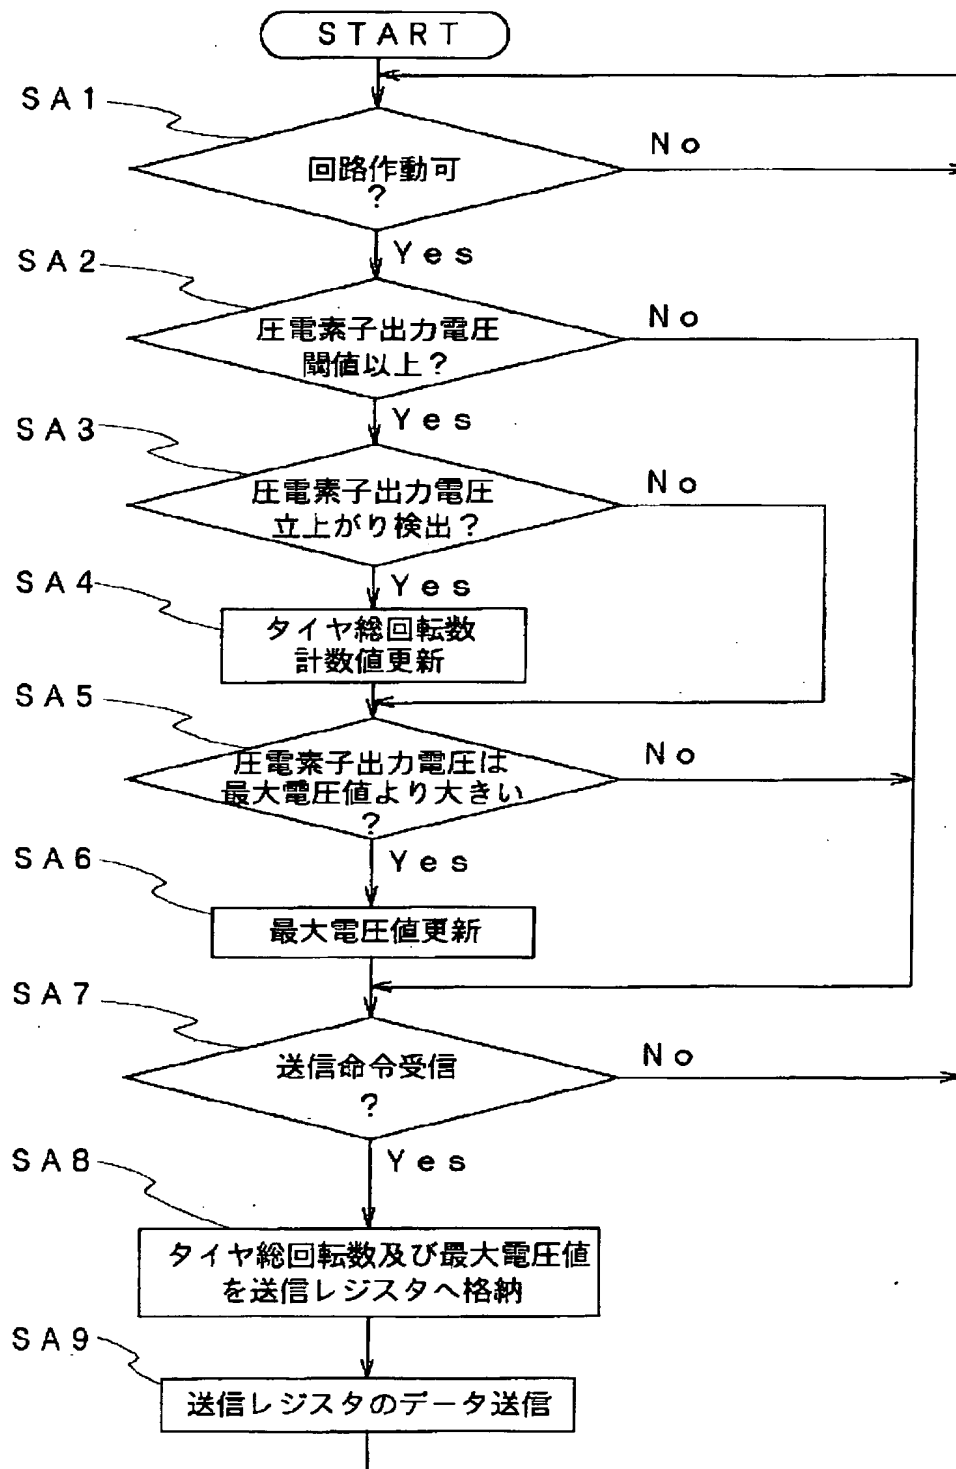 START
SA1
回路作動可
?
No
Yes
SA2
圧電素子出力電圧
閾値以上?
No
Yes
SA3
圧電素子出力電圧
立上がり検出?
No
Yes
SA4
タイヤ総回転数
計数値更新
SA5
圧電素子出力電圧は
最大電圧値より大きい
?
No
Yes
SA6
最大電圧値更新
SA7
送信命令受信
?
No
Yes
SA8
タイヤ総回転数及び最大電圧値
を送信レジスタへ格納
SA9
送信レジスタのデータ送信